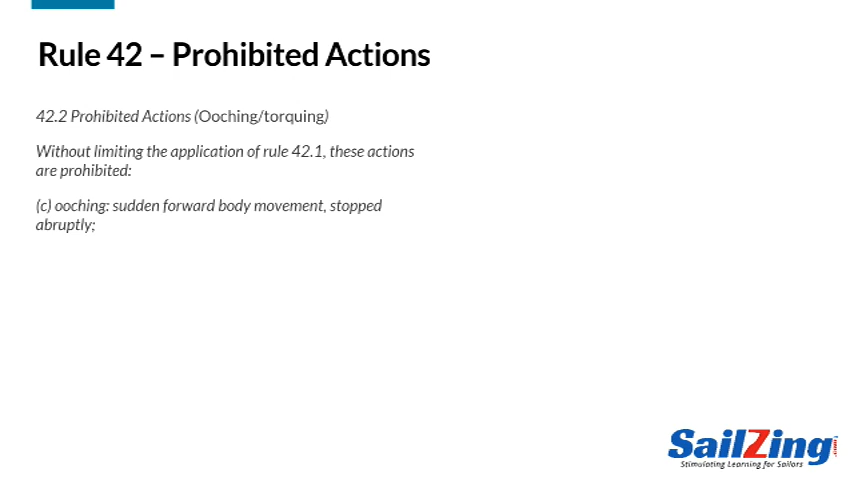 Rule 42 – Prohibited Actions
42.2 Prohibited Actions (Ooching/torquing)
Without limiting the application of rule 42.1, these actions
are prohibited:
(c) ooching: sudden forward body movement, stopped
abruptly;
SailZing
Stimulating Learning for Sailors